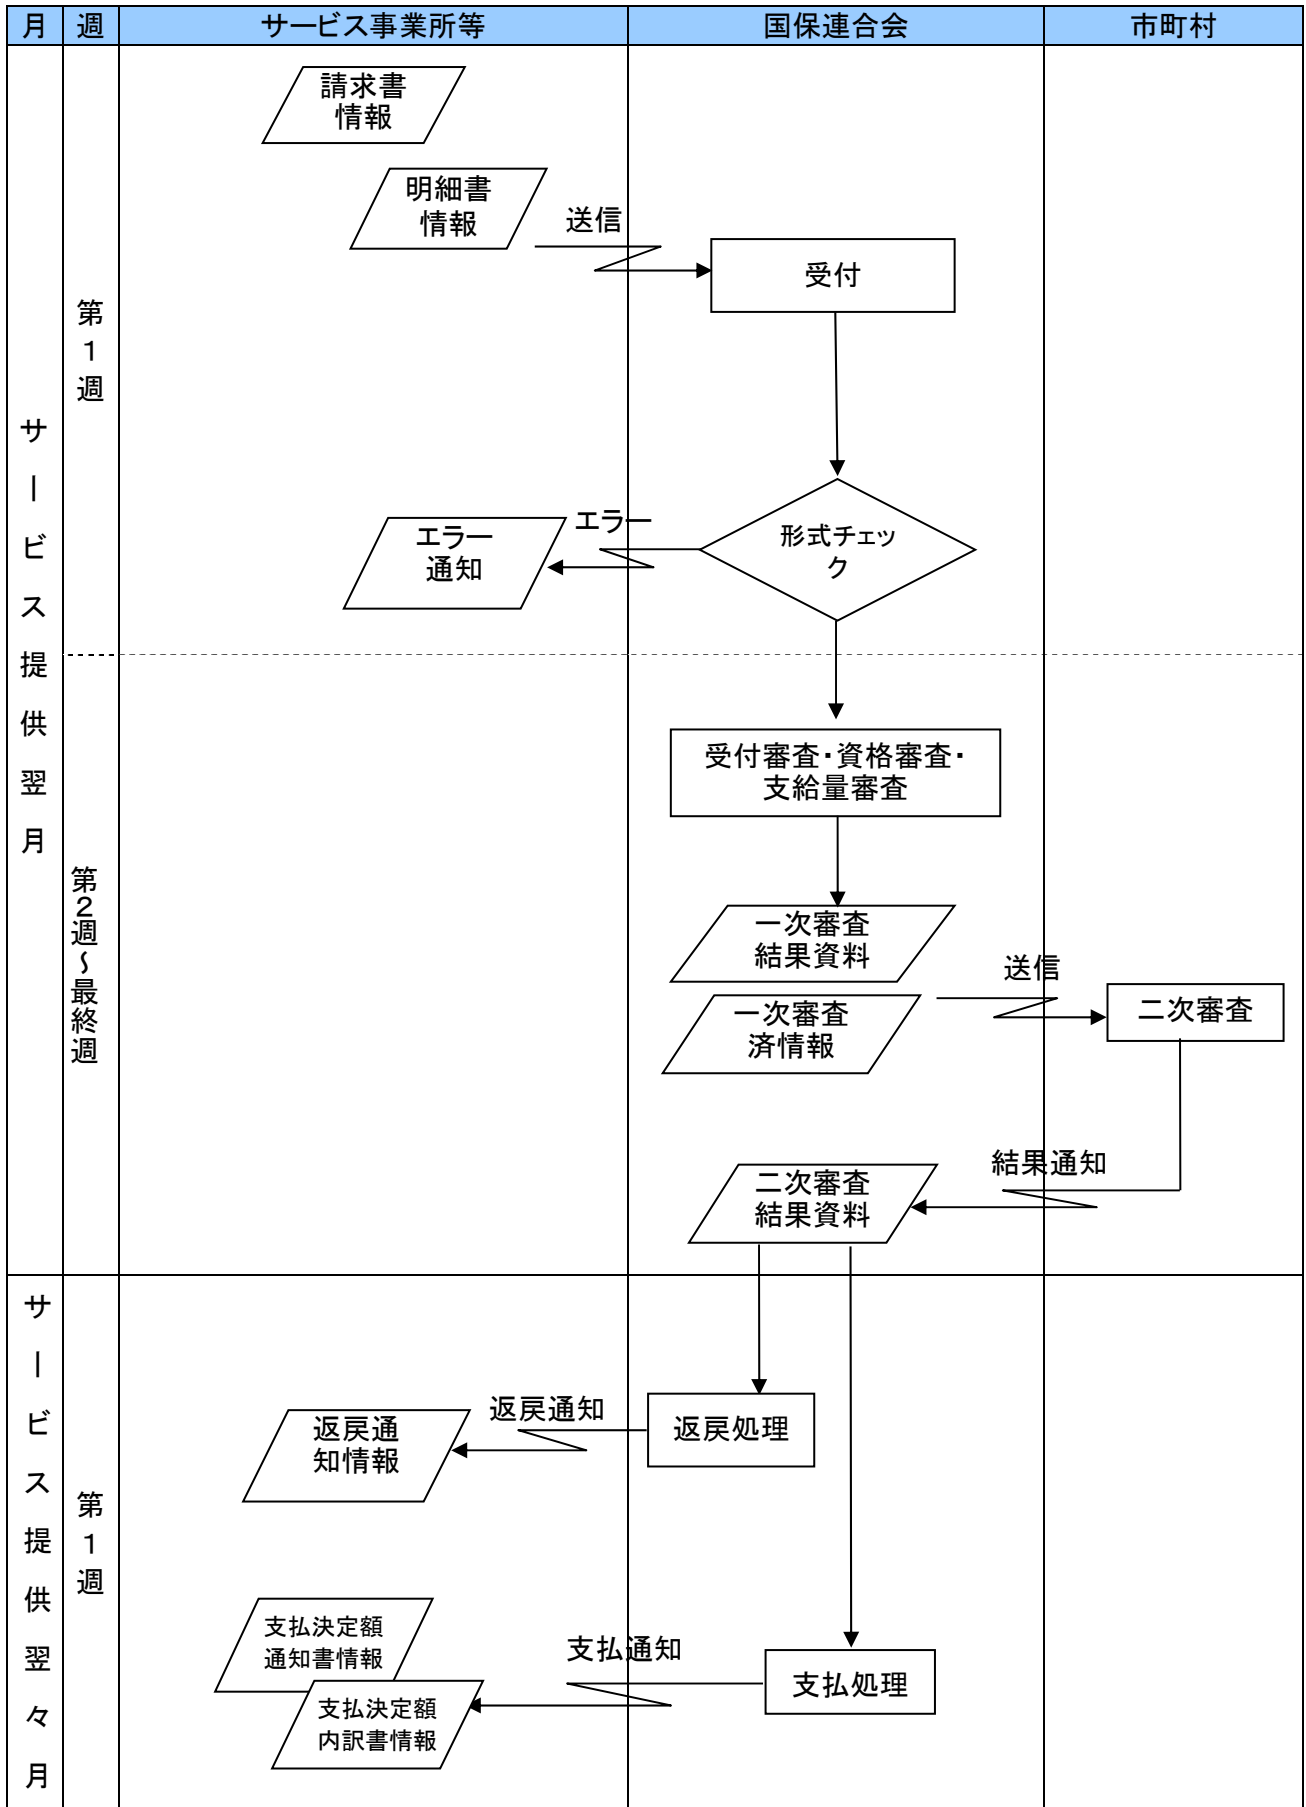 月 週 サービス事業所等 国保連合会 市町村
サービス提供翌月
第1週
請求書
情報
明細書
情報
送信
受付
形式チェッ
ク
エラー
エラー
通知
第2週～最終週
受付審査・資格審査・
支給量審査
一次審査
結果資料
一次審査
済情報
送信
二次審査
結果通知
二次審査
結果資料
サービス提供翌々月
第1週
返戻処理
返戻通知
返戻通
知情報
支払処理
支払通知
支払決定額
通知書情報
支払決定額
内訳書情報